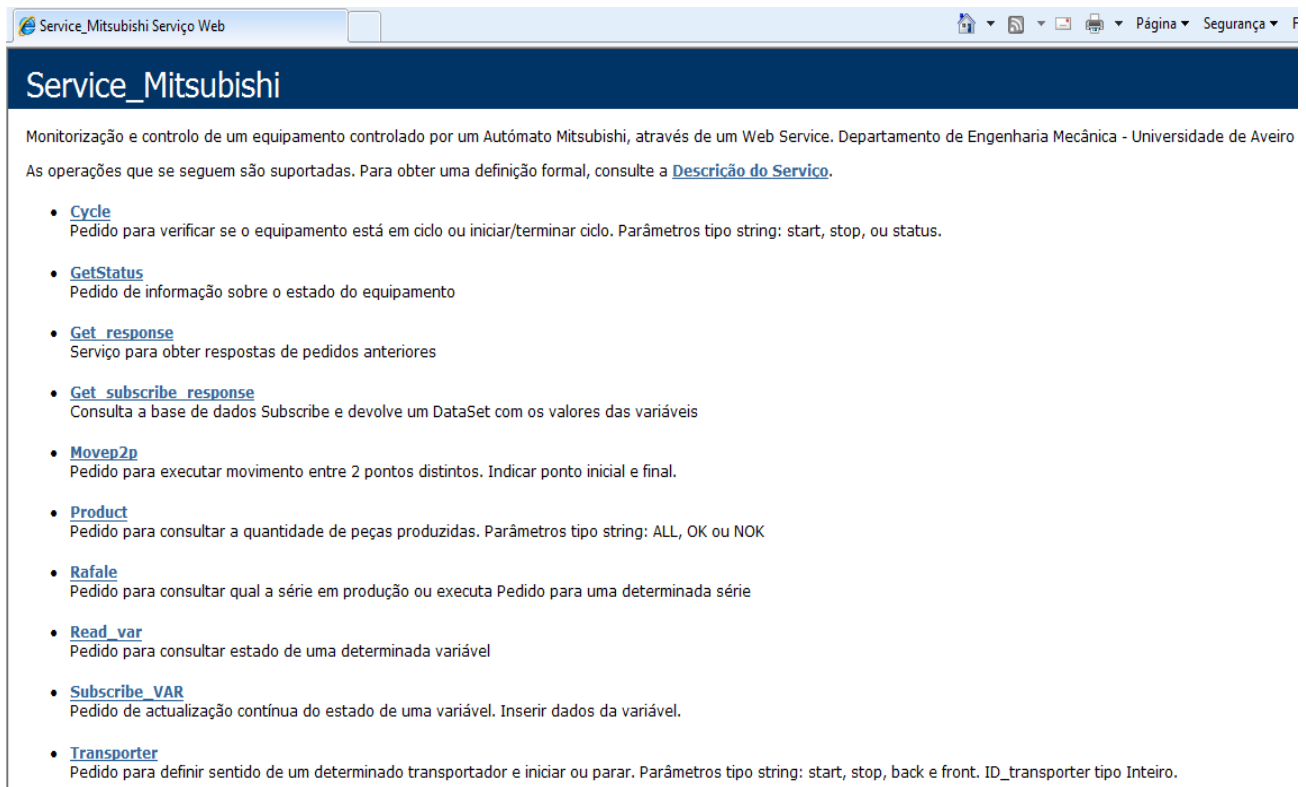 Service_Mitsubishi Serviço Web
Página
Segurança
Service_Mitsubishi
Monitorização e controlo de um equipamento controlado por um Autómato Mitsubishi, através de um Web Service. Departamento de Engenharia Mecânica - Universidade de Aveiro
As operações que se seguem são suportadas. Para obter uma definição formal, consulte a Descrição do Serviço.
• Cycle
Pedido para verificar se o equipamento está em ciclo ou iniciar/terminar ciclo. Parâmetros tipo string: start, stop, ou status.
• GetStatus
Pedido de informação sobre o estado do equipamento
• Get_response
Serviço para obter respostas de pedidos anteriores
• Get_subscribe_response
Consulta a base de dados Subscribe e devolve um DataSet com os valores das variáveis
• Movep2p
Pedido para executar movimento entre 2 pontos distintos. Indicar ponto inicial e final.
• Product
Pedido para consultar a quantidade de peças produzidas. Parâmetros tipo string: ALL, OK ou NOK
• Rafale
Pedido para consultar qual a série em produção ou executa Pedido para uma determinada série
• Read_var
Pedido para consultar estado de uma determinada variável
• Subscribe_VAR
Pedido de actualização contínua do estado de uma variável. Inserir dados da variável.
• Transporter
Pedido para definir sentido de um determinado transportador e iniciar ou parar. Parâmetros tipo string: start, stop, back e front. ID_transporter tipo Inteiro.